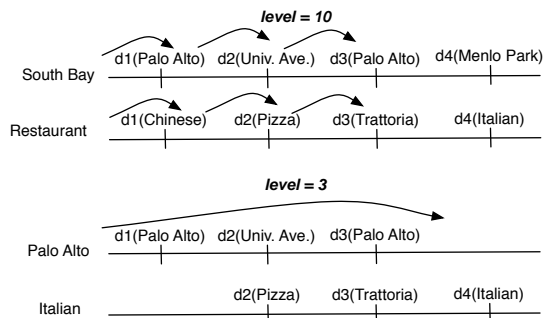 level = 10
d1(Palo Alto) d2(Univ. Ave.) d3(Palo Alto) d4(Menlo Park)
South Bay
d1(Chinese) d2(Pizza) d3(Trattoria) d4(Italian)
Restaurant
level = 3
d1(Palo Alto) d2(Univ. Ave.) d3(Palo Alto)
Palo Alto
d2(Pizza) d3(Trattoria) d4(Italian)
Italian